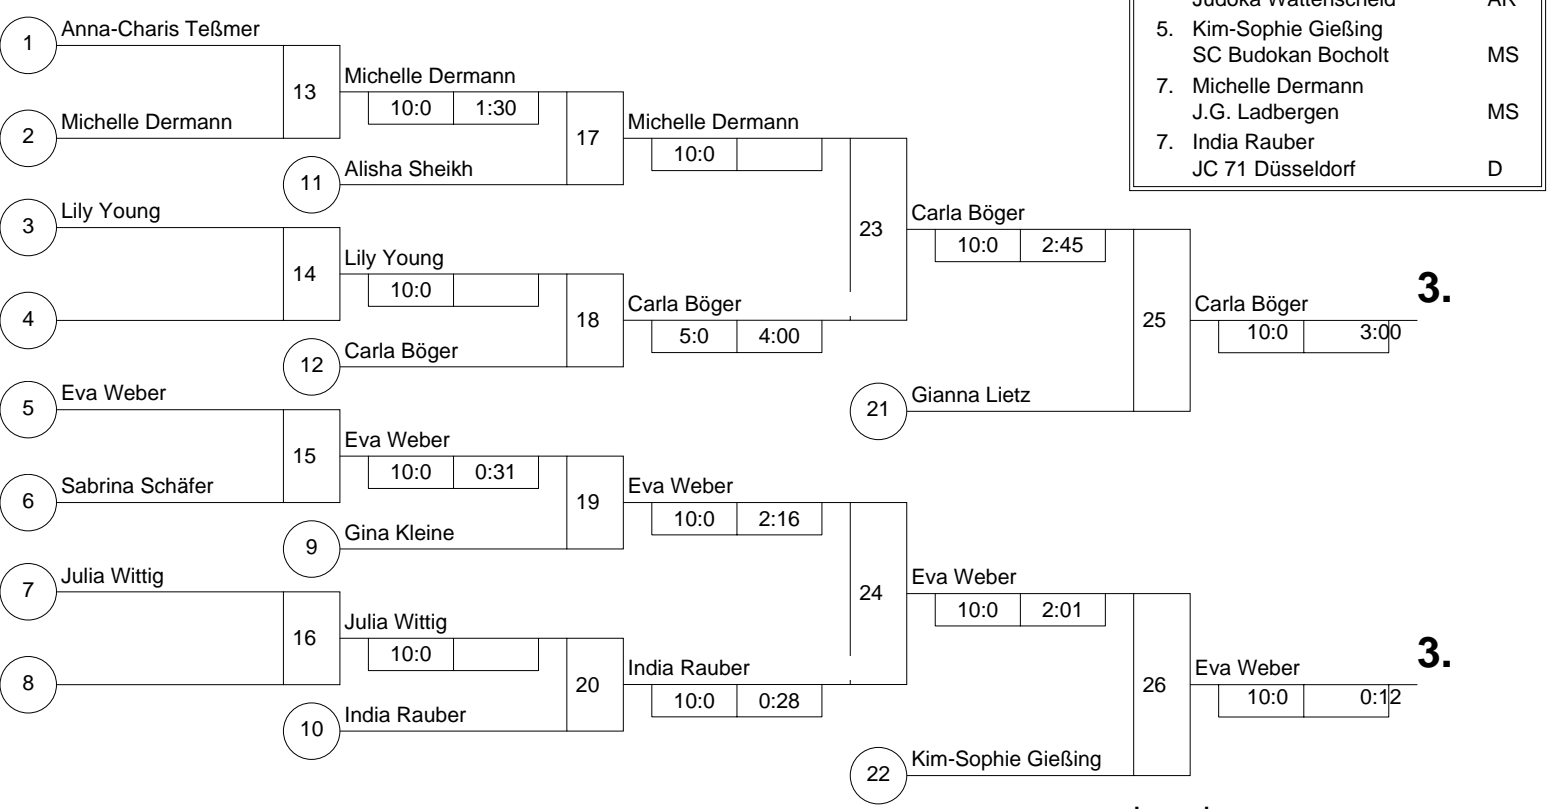 Judoka Wattenscheid AR
5. Kim-Sophie Gießing
SC Budokan Bocholt MS
7. Michelle Dermann
J.G. Ladbergen MS
7. India Rauber
JC 71 Düsseldorf D
1 Anna-Charis Teßmer
13
Michelle Dermann
10:0 1:30
2 Michelle Dermann
17
Michelle Dermann
10:0
11 Alisha Sheikh
3 Lily Young
23
Carla Böger
10:0 2:45
14
Lily Young
10:0
4
18
Carla Böger
5:0 4:00
12 Carla Böger
25
Carla Böger
10:0 3:00
3.
5 Eva Weber
21 Gianna Lietz
15
Eva Weber
10:0 0:31
6 Sabrina Schäfer
19
Eva Weber
10:0 2:16
9 Gina Kleine
7 Julia Wittig
24
Eva Weber
10:0 2:01
16
Julia Wittig
10:0
8
20
India Rauber
10:0 0:28
10 India Rauber
26
Eva Weber
10:0 0:12
3.
22 Kim-Sophie Gießing